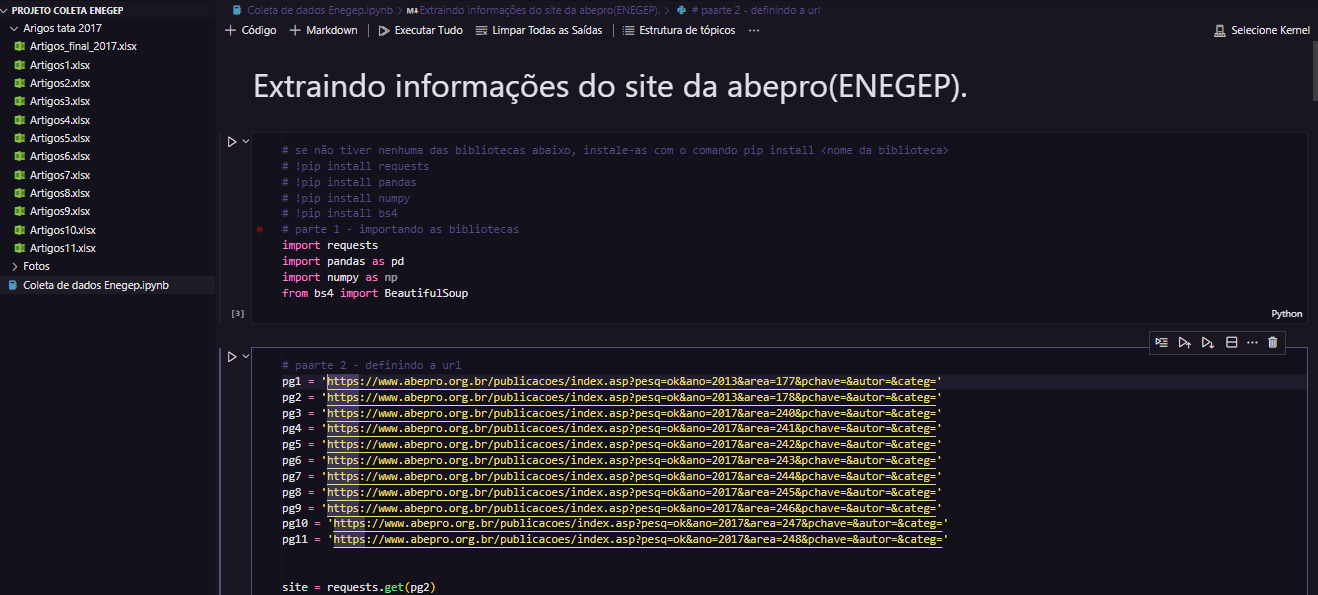 PROJETO COLETA ENEGEP
Arigos tata 2017
Artigos_final_2017.xlsx
Artigos1.xlsx
Artigos2.xlsx
Artigos3.xlsx
Artigos4.xlsx
Artigos5.xlsx
Artigos6.xlsx
Artigos7.xlsx
Artigos8.xlsx
Artigos9.xlsx
Artigos10.xlsx
Artigos11.xlsx
Fotos
Coleta de dados Enegep.ipynb
Coleta de dados Enegep.ipynb > M↓Extraindo informações do site da abepro(ENEGEP). > # paarte 2 - definindo a url
+ Código + Markdown | Executar Tudo Limpar Todas as Saídas | Estrutura de tópicos ... Selecione Kernel
Extraindo informações do site da abepro(ENEGEP).
# se não tiver nenhuma das bibliotecas abaixo, instale-as com o comando pip install <nome da biblioteca>
# !pip install requests
# !pip install pandas
# !pip install numpy
# !pip install bs4
# parte 1 - importando as bibliotecas
import requests
import pandas as pd
import numpy as np
from bs4 import BeautifulSoup
[3]
Python
# paarte 2 - definindo a url
pg1 = 'https://www.abepro.org.br/publicacoes/index.asp?pesq=ok&ano=2013&area=177&pchave=&autor=&categ='
pg2 = 'https://www.abepro.org.br/publicacoes/index.asp?pesq=ok&ano=2013&area=178&pchave=&autor=&categ='
pg3 = 'https://www.abepro.org.br/publicacoes/index.asp?pesq=ok&ano=2017&area=240&pchave=&autor=&categ='
pg4 = 'https://www.abepro.org.br/publicacoes/index.asp?pesq=ok&ano=2017&area=241&pchave=&autor=&categ='
pg5 = 'https://www.abepro.org.br/publicacoes/index.asp?pesq=ok&ano=2017&area=242&pchave=&autor=&categ='
pg6 = 'https://www.abepro.org.br/publicacoes/index.asp?pesq=ok&ano=2017&area=243&pchave=&autor=&categ='
pg7 = 'https://www.abepro.org.br/publicacoes/index.asp?pesq=ok&ano=2017&area=244&pchave=&autor=&categ='
pg8 = 'https://www.abepro.org.br/publicacoes/index.asp?pesq=ok&ano=2017&area=245&pchave=&autor=&categ='
pg9 = 'https://www.abepro.org.br/publicacoes/index.asp?pesq=ok&ano=2017&area=246&pchave=&autor=&categ='
pg10 = 'https://www.abepro.org.br/publicacoes/index.asp?pesq=ok&ano=2017&area=247&pchave=&autor=&categ='
pg11 = 'https://www.abepro.org.br/publicacoes/index.asp?pesq=ok&ano=2017&area=248&pchave=&autor=&categ='
site = requests.get(pg2)